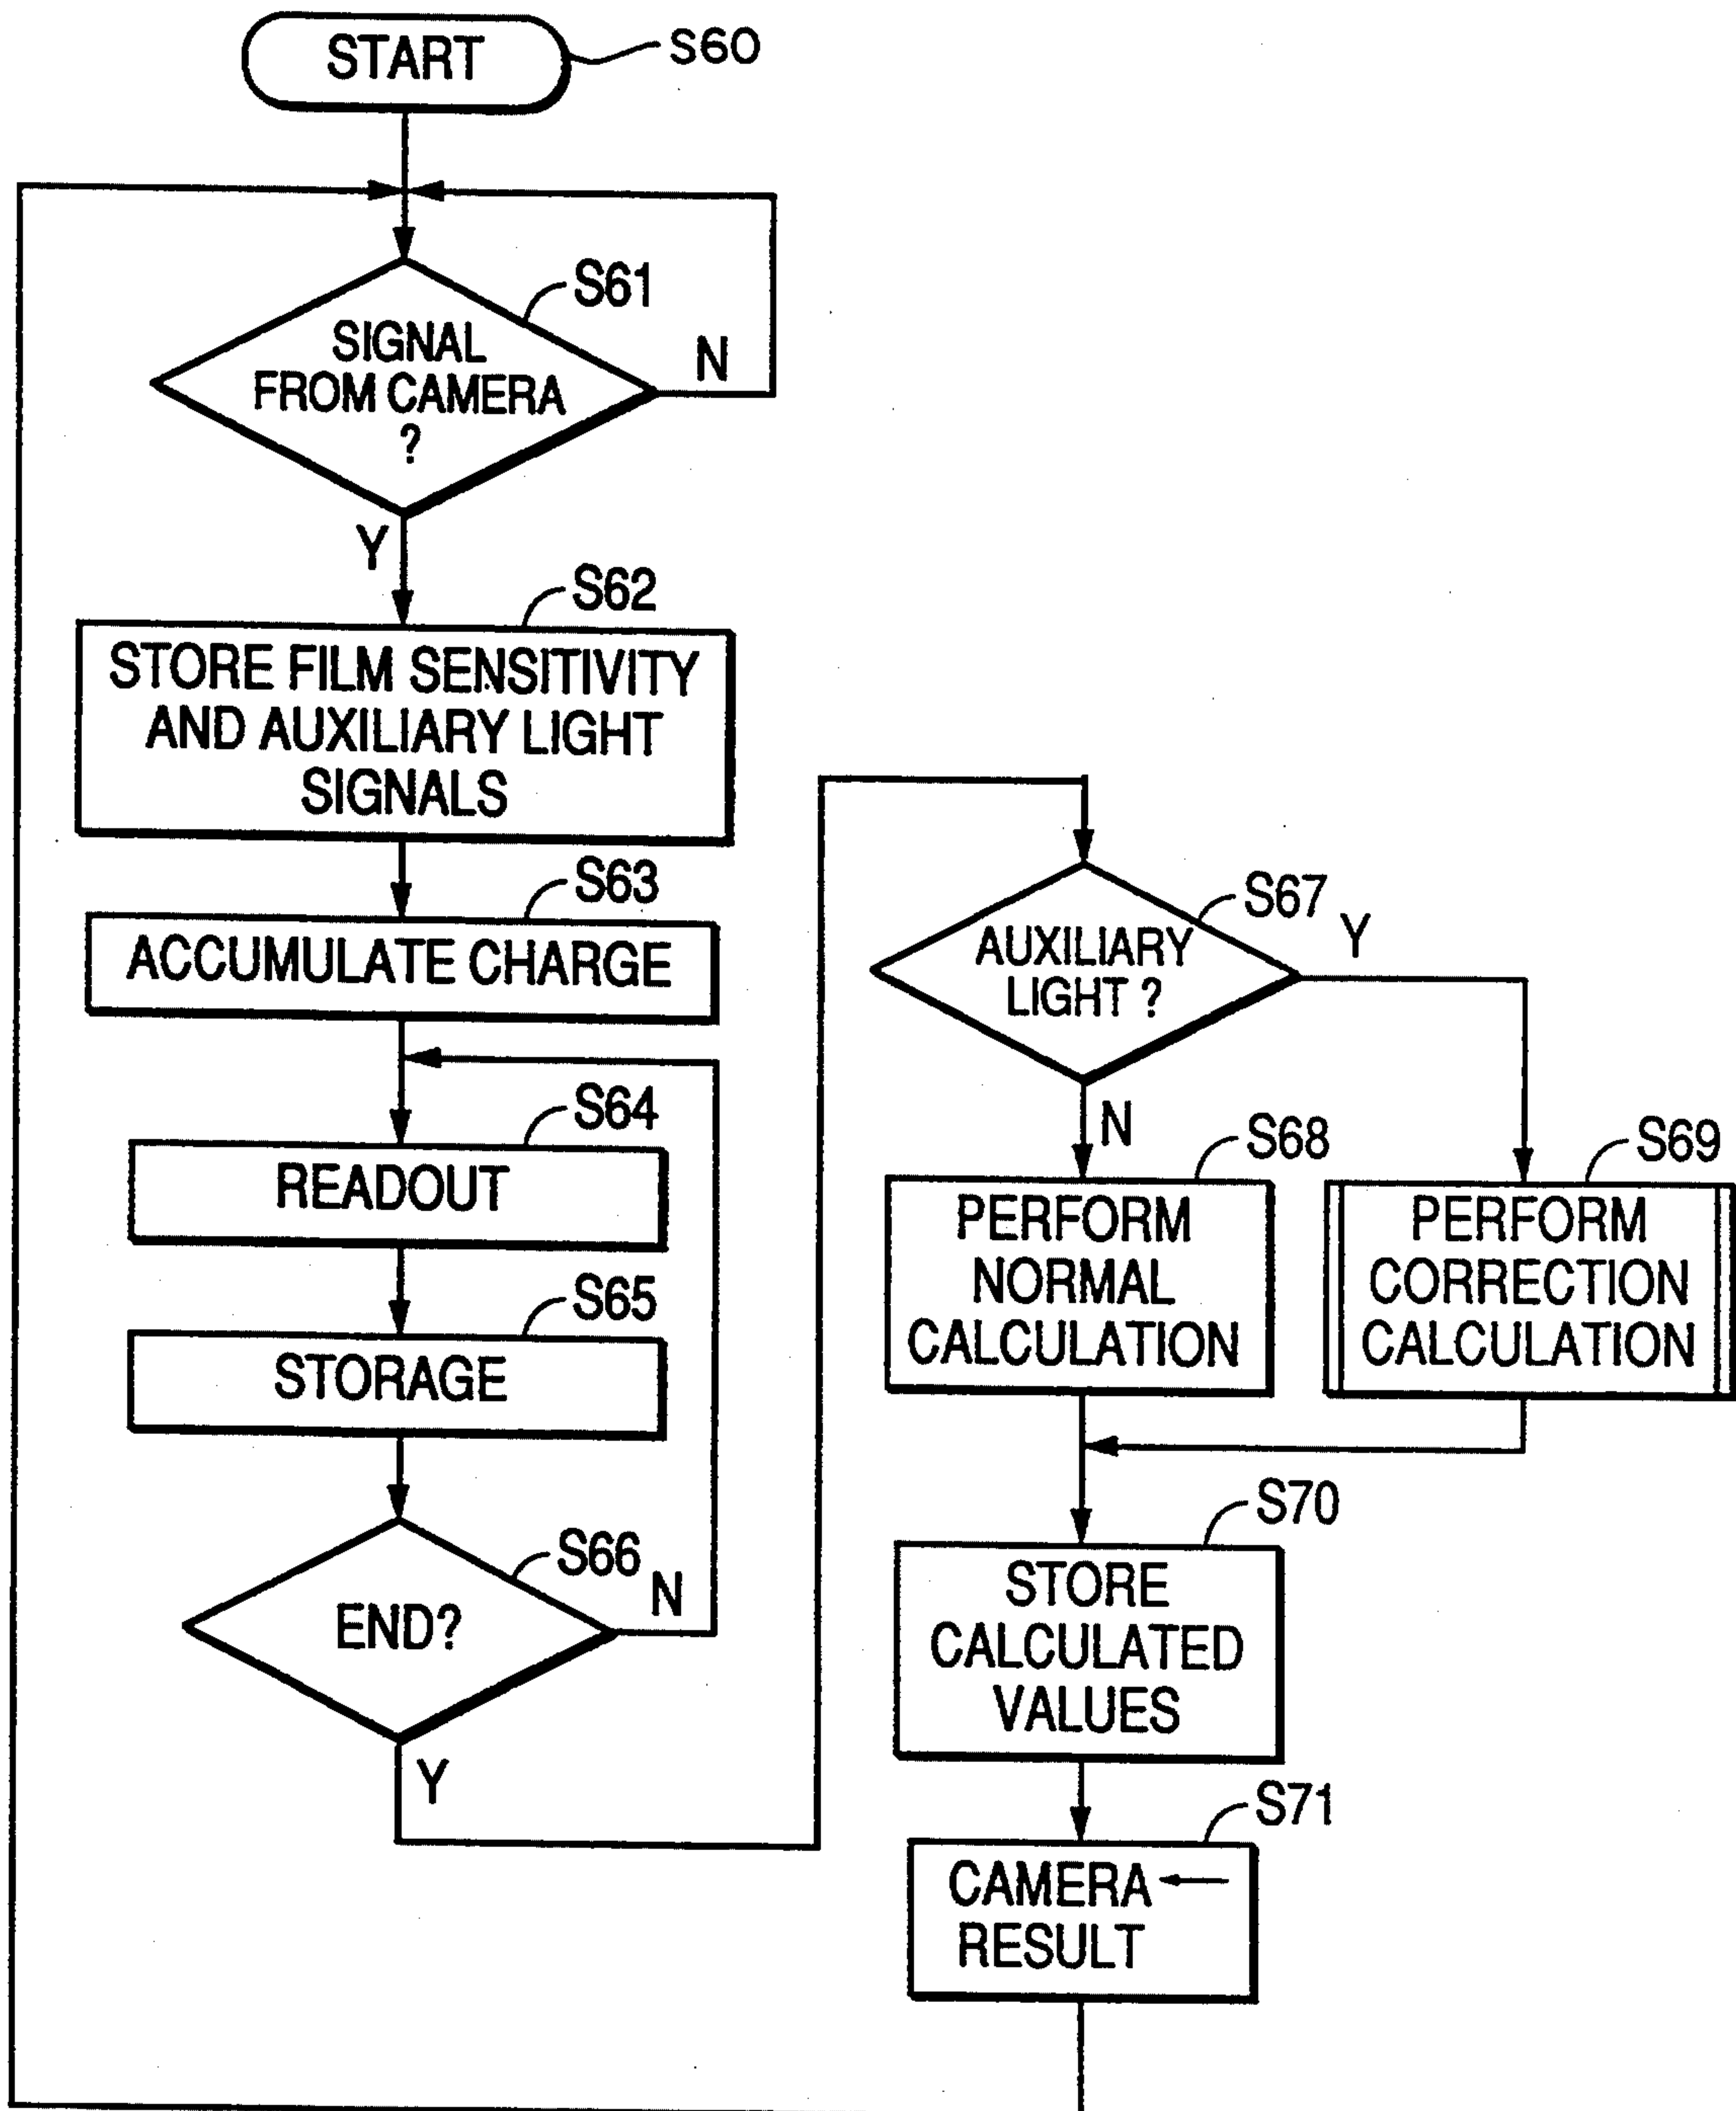 START
S60
S61
SIGNAL
FROM CAMERA
?
N
Y
S62
STORE FILM SENSITIVITY
AND AUXILIARY LIGHT
SIGNALS
S63
ACCUMULATE CHARGE
S64
READOUT
S65
STORAGE
S66
END?
N
Y
S67
AUXILIARY
LIGHT ?
Y
N
S68
PERFORM
NORMAL
CALCULATION
S69
PERFORM
CORRECTION
CALCULATION
S70
STORE
CALCULATED
VALUES
S71
CAMERA ←
RESULT